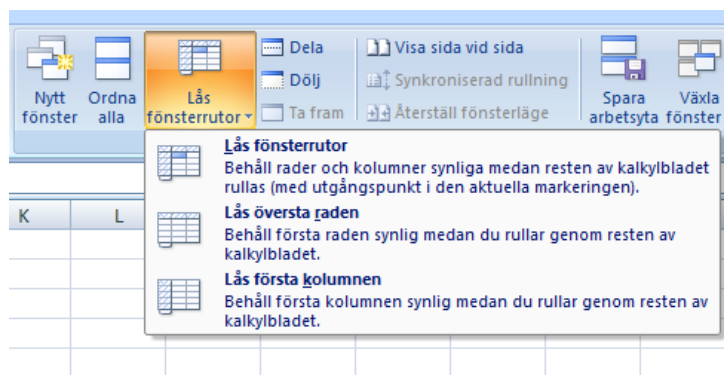 Nytt
fönster
Ordna
alla
Lås
fönsterrutor
Dela
Dölj
Ta fram
Visa sida vid sida
Synkroniserad rullning
Återställ fönsterläge
Spara
arbetsyta
Växla
fönster
Lås fönsterrutor
Behåll rader och kolumner synliga medan resten av kalkylbladet
rullas (med utgångspunkt i den aktuella markeringen).
Lås översta raden
Behåll första raden synlig medan du rullar genom resten av
kalkylbladet.
Lås första kolumnen
Behåll första kolumnen synlig medan du rullar genom resten av
kalkylbladet.
K
L